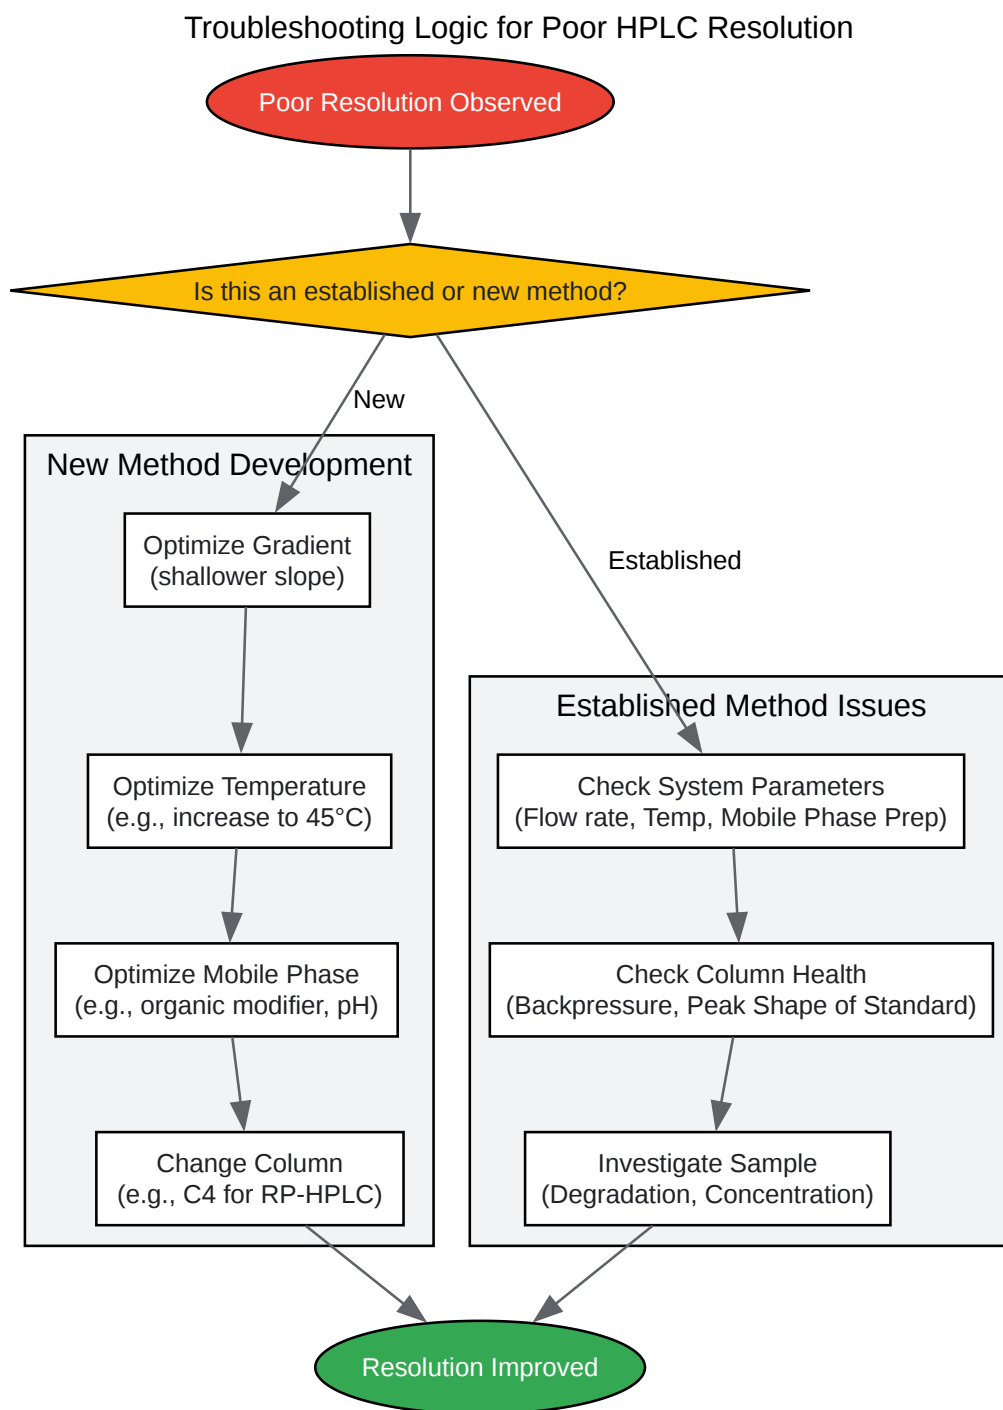 Troubleshooting Logic for Poor HPLC Resolution
Poor Resolution Observed
Is this an established or new method?
New
Established
New Method Development
Optimize Gradient
(shallower slope)
Optimize Temperature
(e.g., increase to 45°C)
Optimize Mobile Phase
(e.g., organic modifier, pH)
Change Column
(e.g., C4 for RP-HPLC)
Established Method Issues
Check System Parameters
(Flow rate, Temp, Mobile Phase Prep)
Check Column Health
(Backpressure, Peak Shape of Standard)
Investigate Sample
(Degradation, Concentration)
Resolution Improved